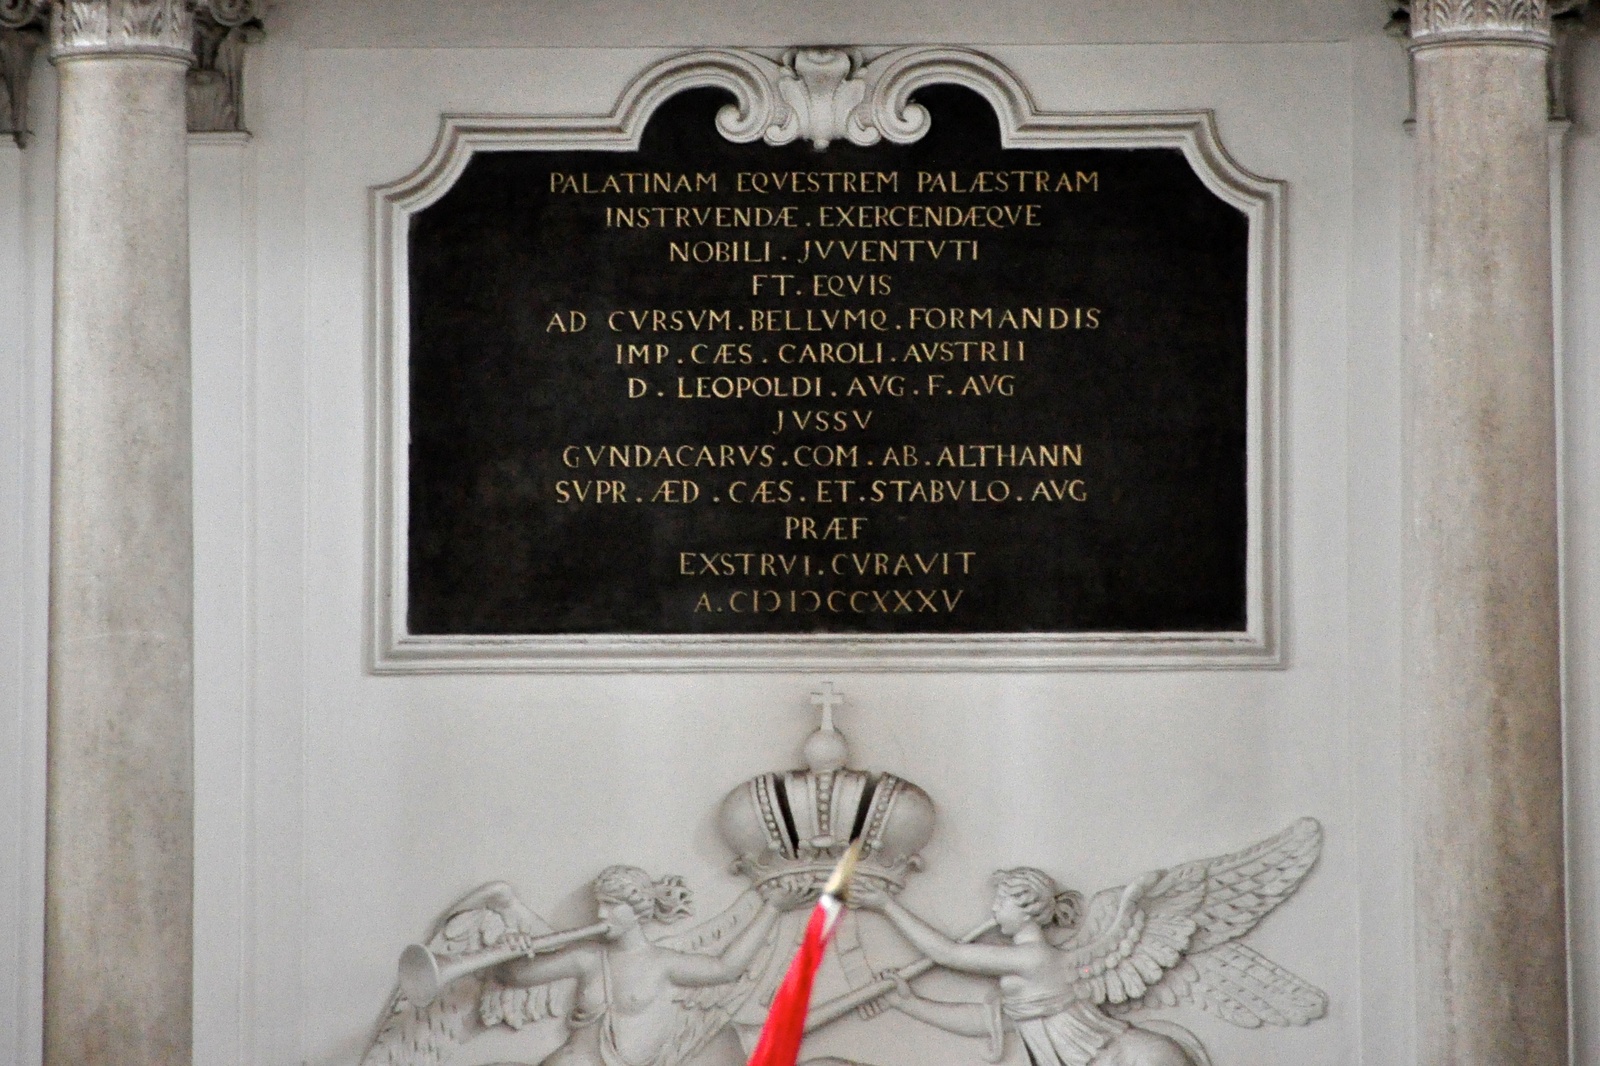 PALATINAM EQVESTREM PALÆSTRAM
INSTRVENDÆ . EXERCENDÆQVE
NOBILI . JVVENTVTI
FT . EQVIS
AD CVRSVM . BELLVMQ . FORMANDIS
IMP . CÆS . CAROLI . AVSTRII
D . LEOPOLDI . AVG . F . AVG
JVSSV
GVNDACARVS . COM . AB . ALTHANN
SVPR . ÆD . CÆS . ET . STABVLO . AVG
PRÆF
EXSTRVI . CVRAVIT
A . CIƆIƆCCXXXV